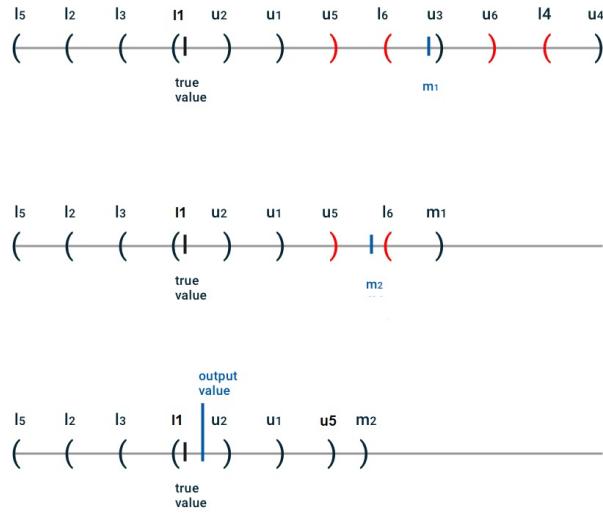 l5 l2 l3 l1 u2 u1 u5 l6 u3 u6 l4 u4
true
value
m1
l5 l2 l3 l1 u2 u1 u5 l6 m1
true
value
m2
output
value
l5 l2 l3 l1 u2 u1 u5 m2
true
value